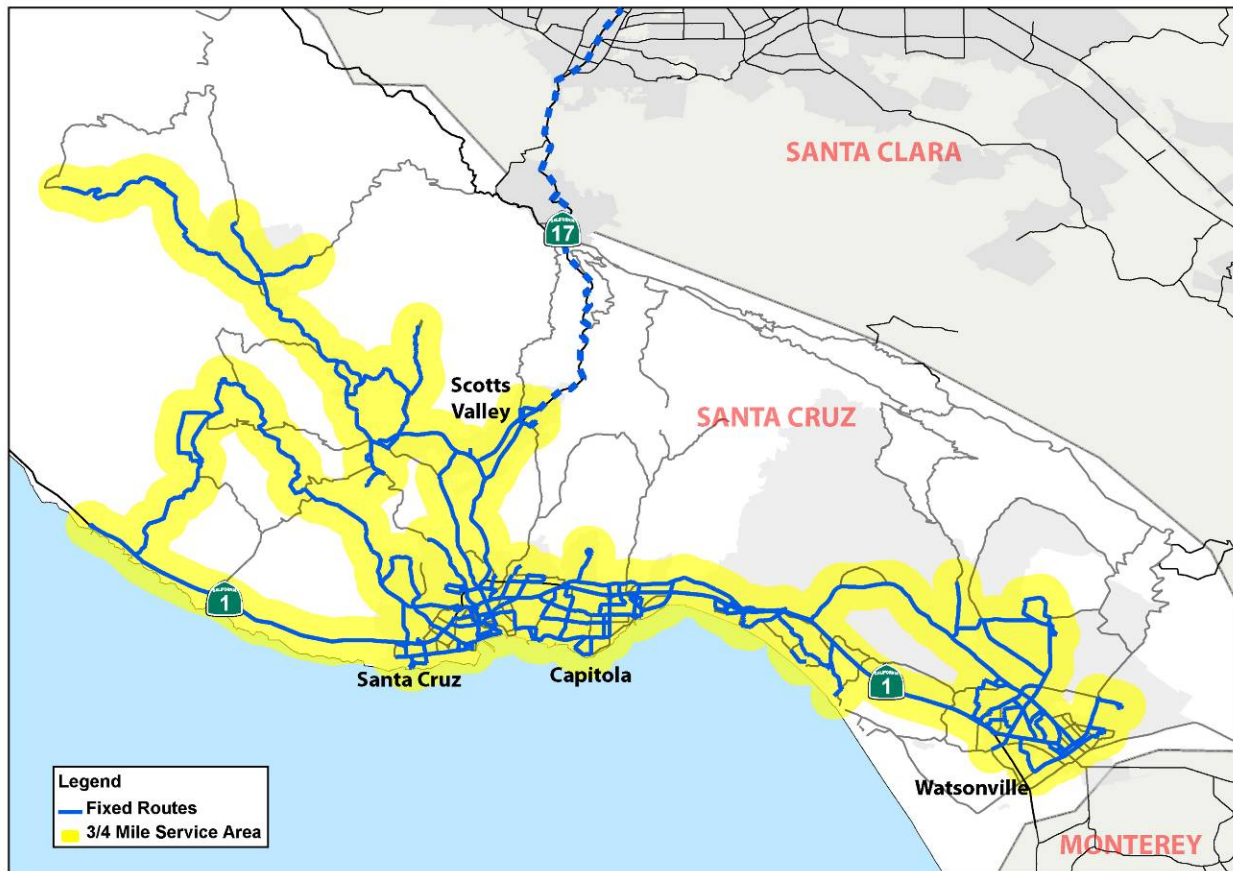 SANTA CLARA
17
Scotts
Valley
SANTA CRUZ
1
Santa Cruz
Capitola
1
Watsonville
MONTEREY
Legend
Fixed Routes
3/4 Mile Service Area